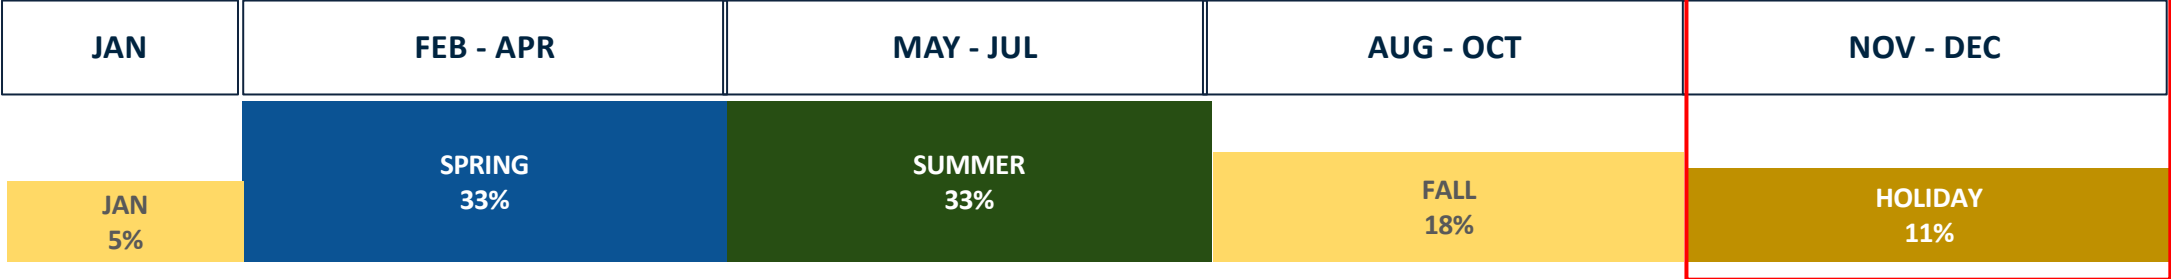 JAN
FEB - APR
MAY - JUL
AUG - OCT
NOV - DEC
JAN
5%
SPRING
33%
SUMMER
33%
FALL
18%
HOLIDAY
11%